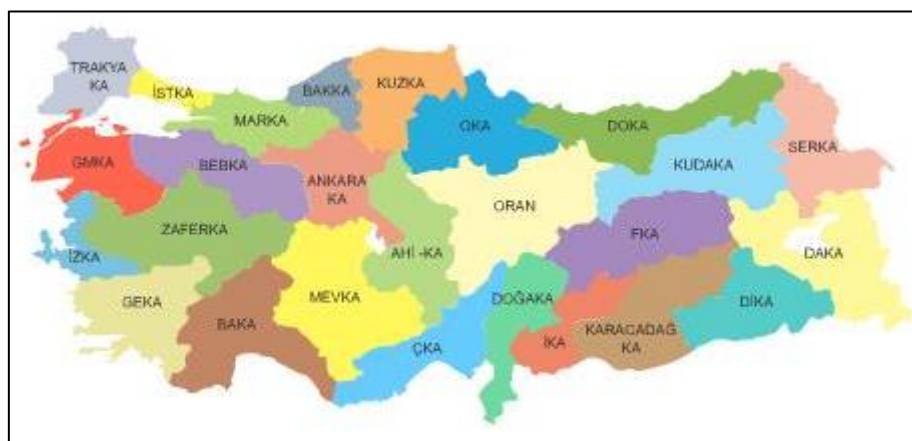 TRAKYA
KA
İSTKA
BAKKA
KUZKA
MARKA
OKA
DOKA
SERKA
GMKA
BEBKA
ANKARA
KA
KUDAKA
ORAN
ZAFERKA
FKA
AHİ -KA
DAKA
İZKA
GEKA
MEVKA
DOĞAKA
DİKA
BAKA
KARACADAĞ
KA
İKA
ÇKA